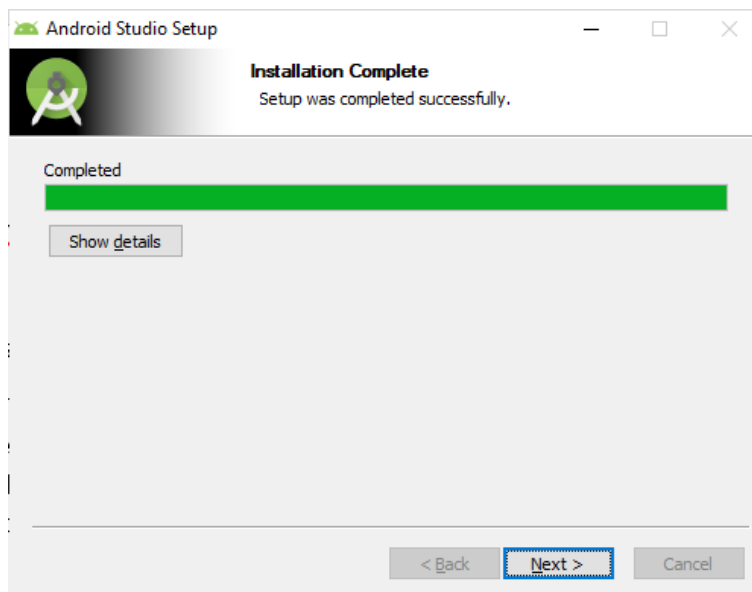 Android Studio Setup
Installation Complete
Setup was completed successfully.
Completed
Show details
< Back
Next >
Cancel